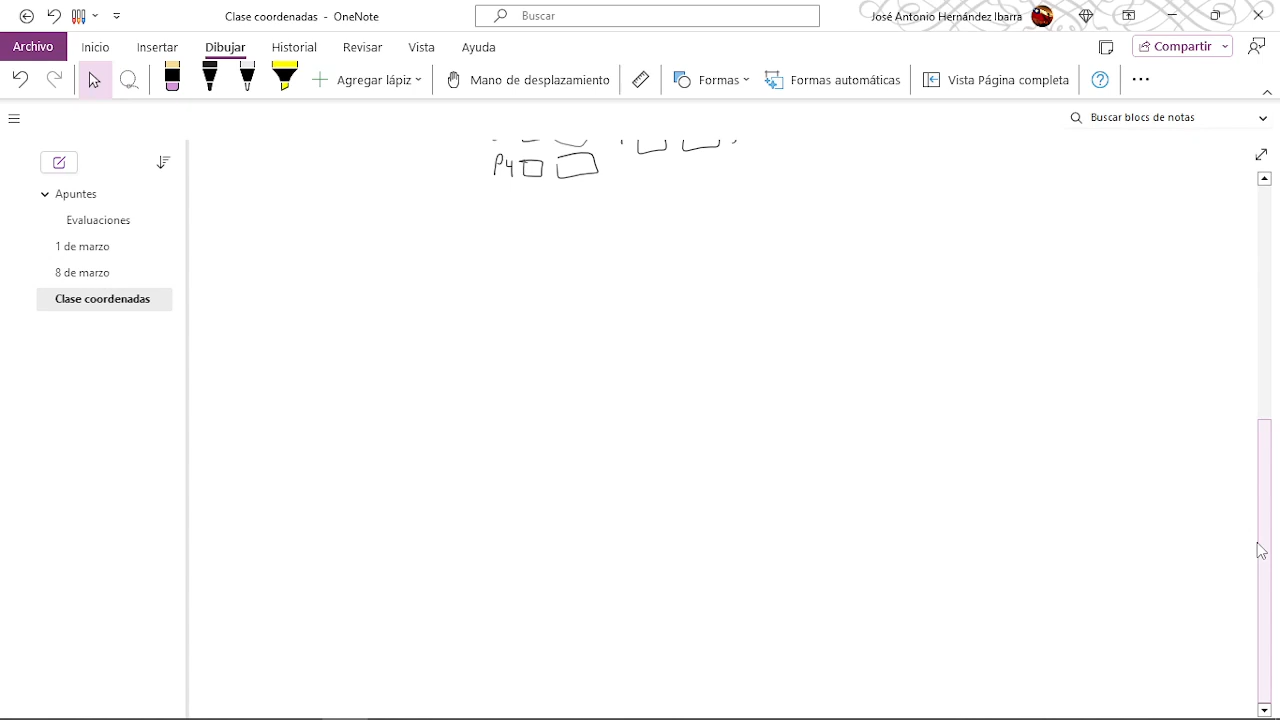 Clase coordenadas - OneNote
Buscar
José Antonio Hernández Ibarra
Archivo
Inicio
Insertar
Dibujar
Historial
Revisar
Vista
Ayuda
Compartir
Agregar lápiz
Mano de desplazamiento
Formas
Formas automáticas
Vista Página completa
Buscar blocs de notas
Apuntes
Evaluaciones
1 de marzo
8 de marzo
Clase coordenadas
P4